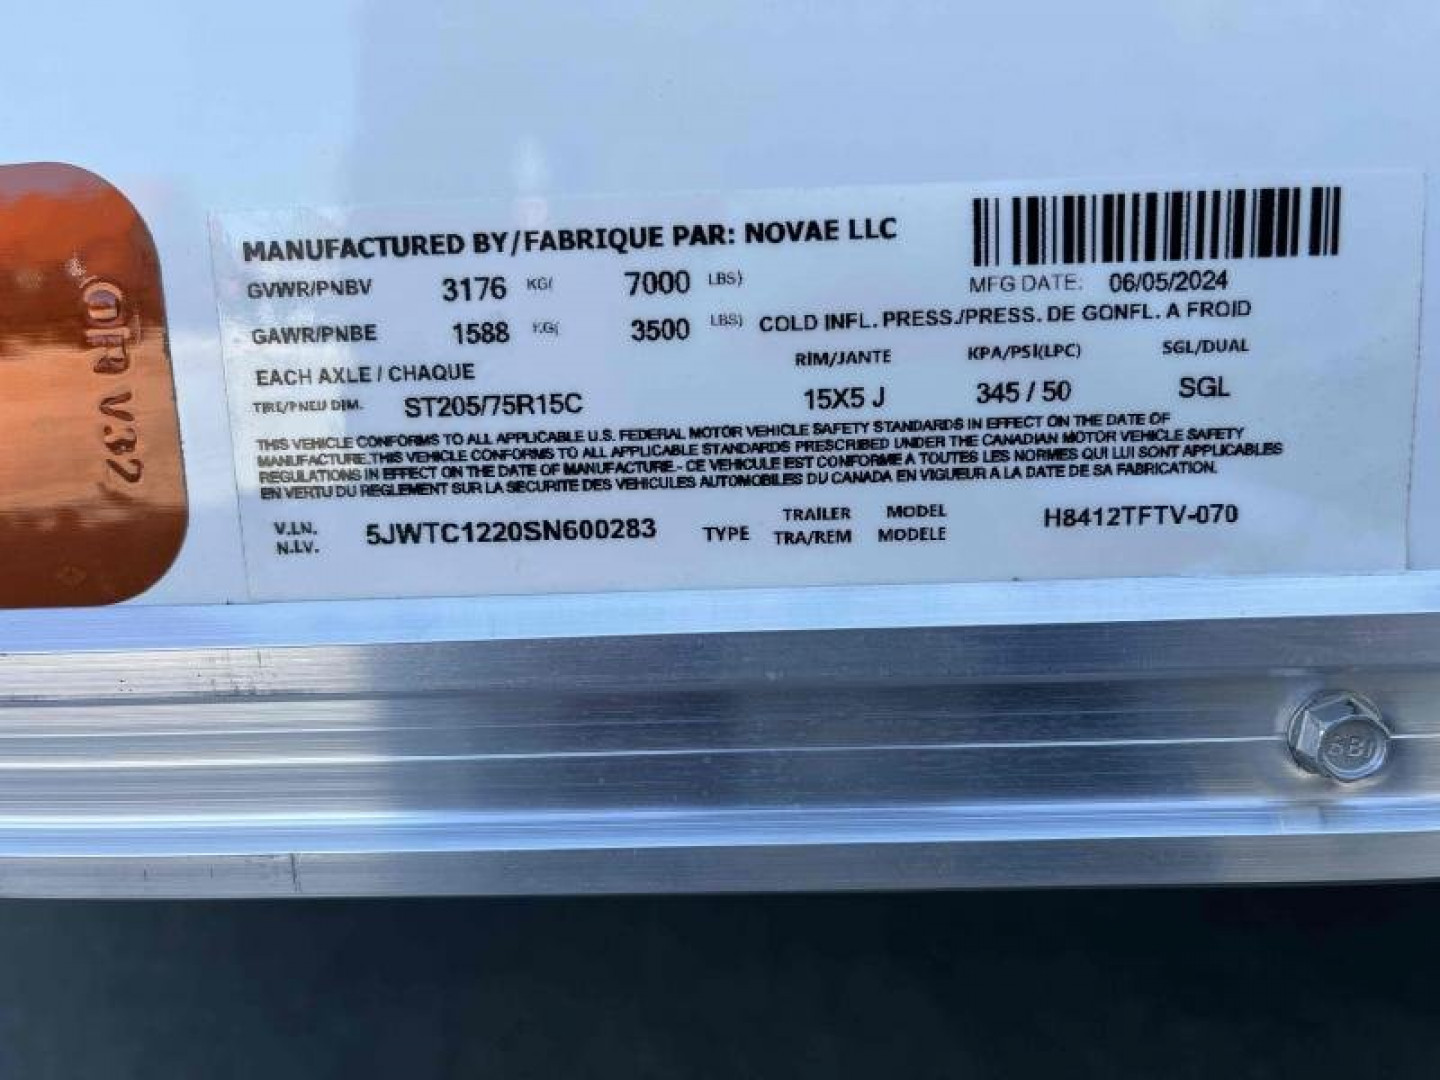 MANUFACTURED BY/FABRIQUE PAR: NOVAE LLC
GVWR/PNBV 3176 KG( 7000 LBS) MFG DATE: 06/05/2024
GAWR/PNBE 1588 KG( 3500 LBS) COLD INFL. PRESS./PRESS. DE GONFL. A FROID
EACH AXLE / CHAQUE RIM/JANTE KPA/PSI(LPC) SGL/DUAL
TIRE/PNEU DIM. ST205/75R15C 15X5 J 345 / 50 SGL
THIS VEHICLE CONFORMS TO ALL APPLICABLE U.S. FEDERAL MOTOR VEHICLE SAFETY STANDARDS IN EFFECT ON THE DATE OF
MANUFACTURE. THIS VEHICLE CONFORMS TO ALL APPLICABLE STANDARDS PRESCRIBED UNDER THE CANADIAN MOTOR VEHICLE SAFETY
REGULATIONS IN EFFECT ON THE DATE OF MANUFACTURE - CE VEHICULE EST CONFORME A TOUTES LES NORMES QUI LUI SONT APPLICABLES
EN VERTU DU REGLEMENT SUR LA SECURITE DES VEHICULES AUTOMOBILES DU CANADA EN VIGUEUR A LA DATE DE SA FABRICATION.
V.I.N. 5JWTC1220SN600283 TYPE TRAILER MODEL H8412TFTV-070
N.I.V. TRA/REM MODELE
V332